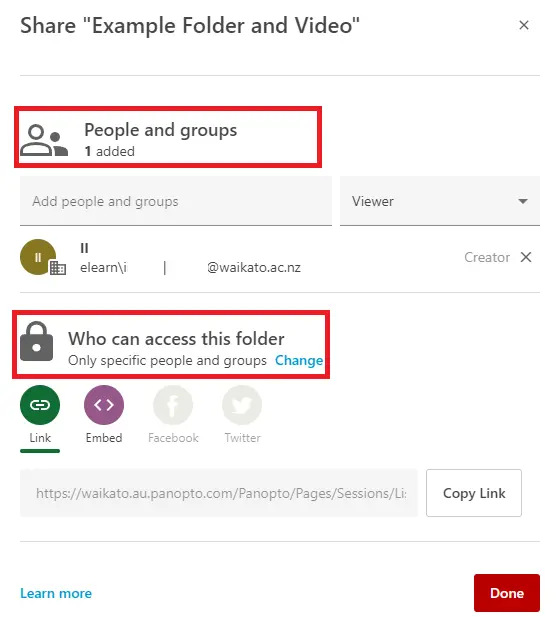 Share "Example Folder and Video"
People and groups
1 added
Add people and groups
Viewer
II
II
elearn\i | @waikato.ac.nz
Creator
Who can access this folder
Only specific people and groups Change
Link Embed Facebook Twitter
https://waikato.au.panopto.com/Panopto/Pages/Sessions/Lis
Copy Link
Learn more
Done